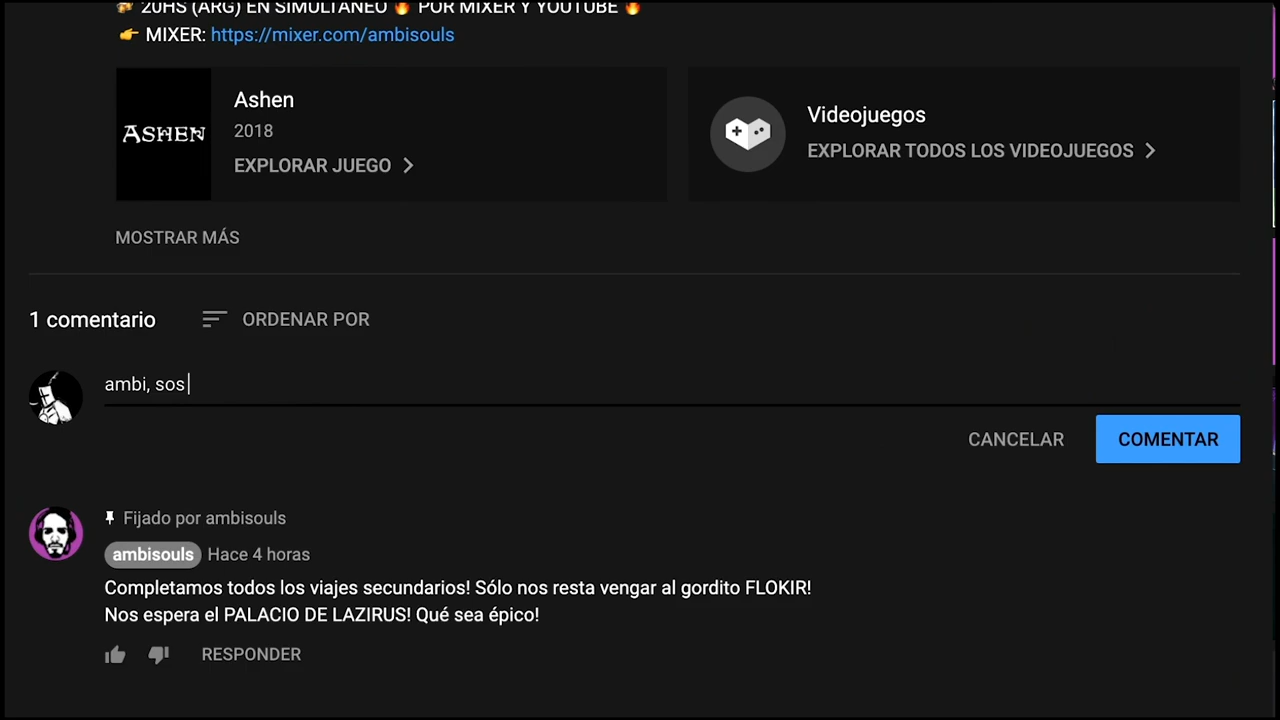 20HS (ARG) EN SIMULTÁNEO 🔥 POR MIXER Y YOUTUBE 🔥
👉 MIXER: https://mixer.com/ambisouls
ASHEN
Ashen
2018
EXPLORAR JUEGO
Videojuegos
EXPLORAR TODOS LOS VIDEOJUEGOS
MOSTRAR MÁS
1 comentario
ORDENAR POR
ambi, sos
CANCELAR
COMENTAR
Fijado por ambisouls
ambisouls Hace 4 horas
Completamos todos los viajes secundarios! Sólo nos resta vengar al gordito FLOKIR!
Nos espera el PALACIO DE LAZIRUS! Qué sea épico!
RESPONDER